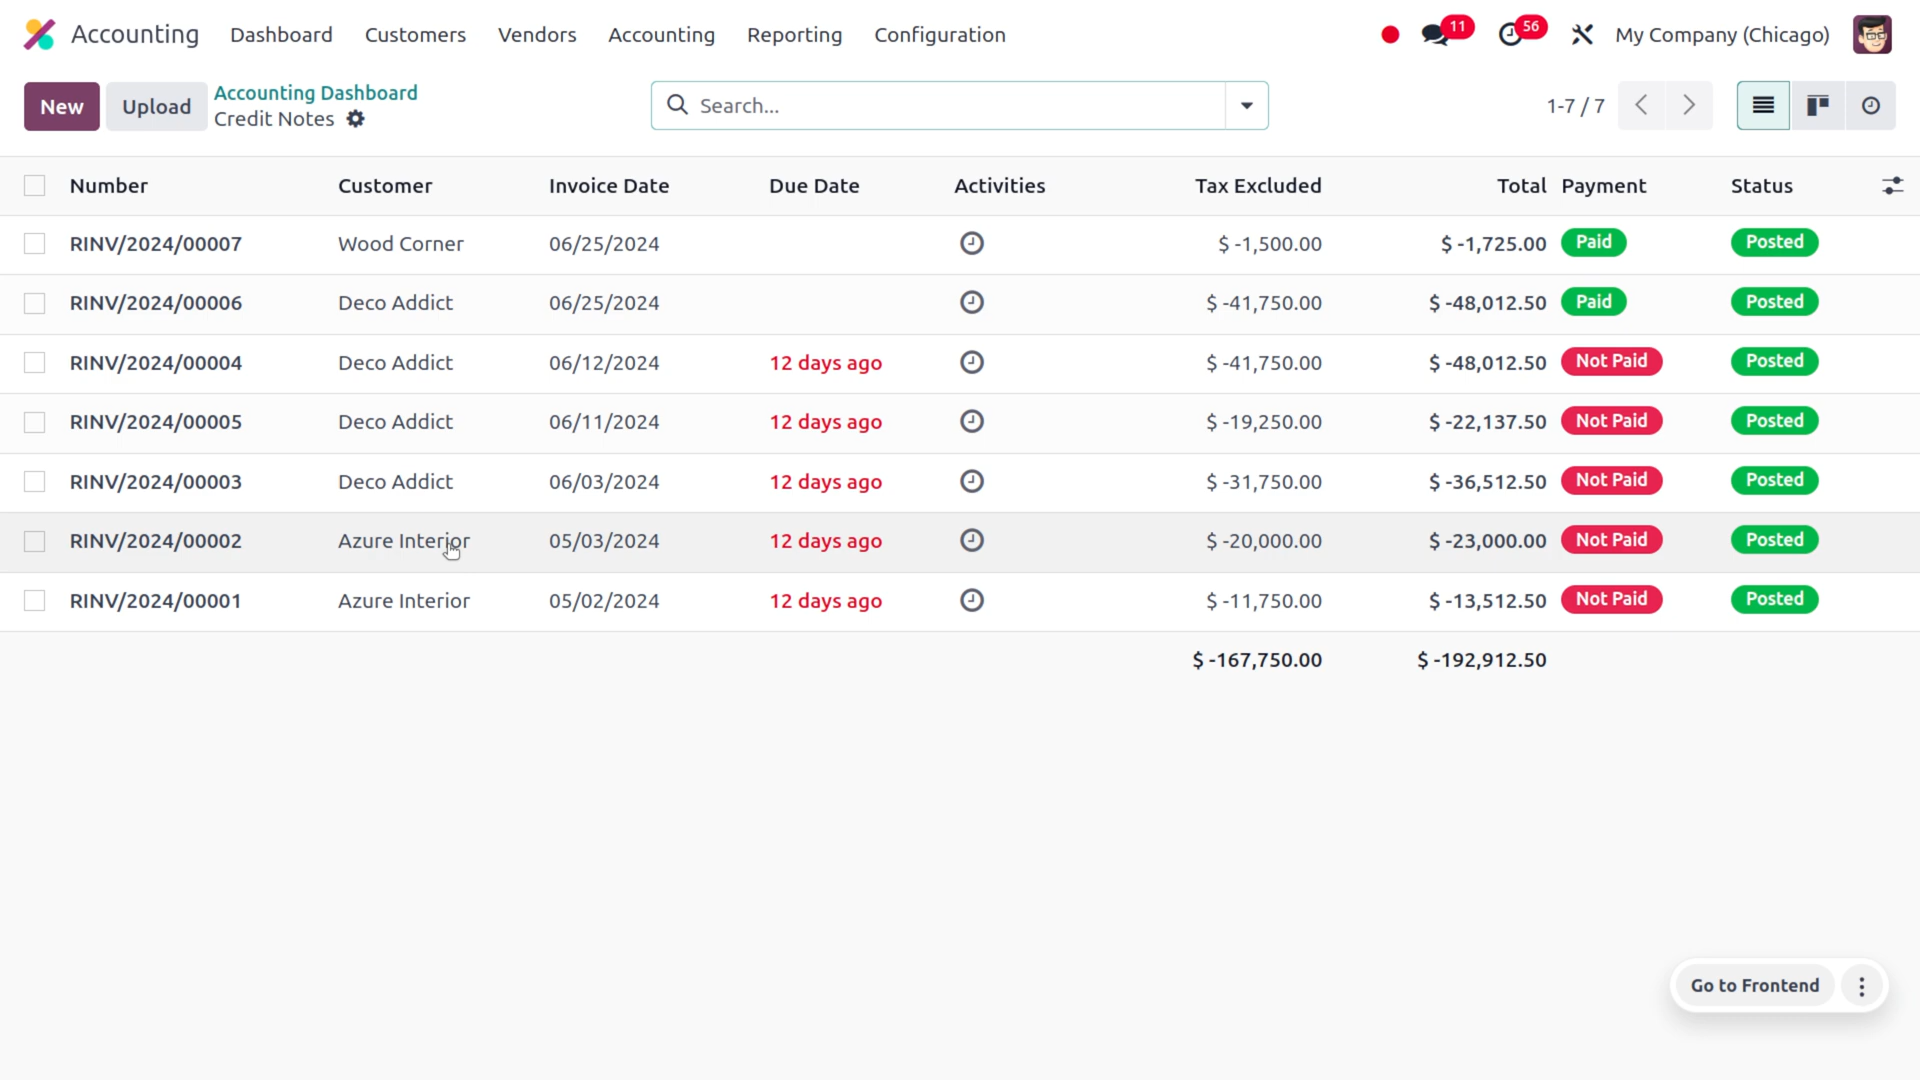 Accounting Dashboard Customers Vendors Accounting Reporting Configuration 11 56 My Company (Chicago)
New Upload Accounting Dashboard
Credit Notes
Search...
1-7 / 7
Number Customer Invoice Date Due Date Activities Tax Excluded Total Payment Status
RINV/2024/00007 Wood Corner 06/25/2024 $ -1,500.00 $ -1,725.00 Paid Posted
RINV/2024/00006 Deco Addict 06/25/2024 $ -41,750.00 $ -48,012.50 Paid Posted
RINV/2024/00004 Deco Addict 06/12/2024 12 days ago $ -41,750.00 $ -48,012.50 Not Paid Posted
RINV/2024/00005 Deco Addict 06/11/2024 12 days ago $ -19,250.00 $ -22,137.50 Not Paid Posted
RINV/2024/00003 Deco Addict 06/03/2024 12 days ago $ -31,750.00 $ -36,512.50 Not Paid Posted
RINV/2024/00002 Azure Interior 05/03/2024 12 days ago $ -20,000.00 $ -23,000.00 Not Paid Posted
RINV/2024/00001 Azure Interior 05/02/2024 12 days ago $ -11,750.00 $ -13,512.50 Not Paid Posted
$ -167,750.00 $ -192,912.50
Go to Frontend